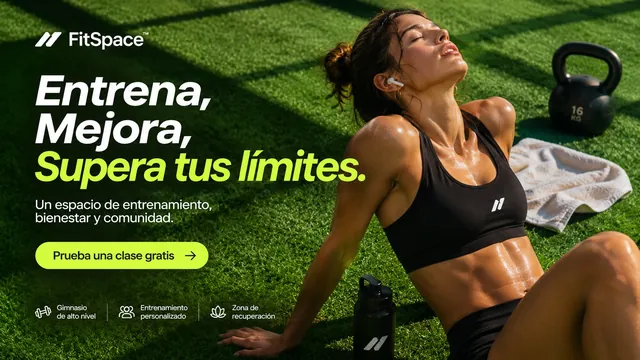 FitSpace™
Entrena,
Mejora,
Supera tus límites.
Un espacio de entrenamiento,
bienestar y comunidad.
Prueba una clase gratis →
Gimnasio
de alto nivel
Entrenamiento
personalizado
Zona de
recuperación
16
KG